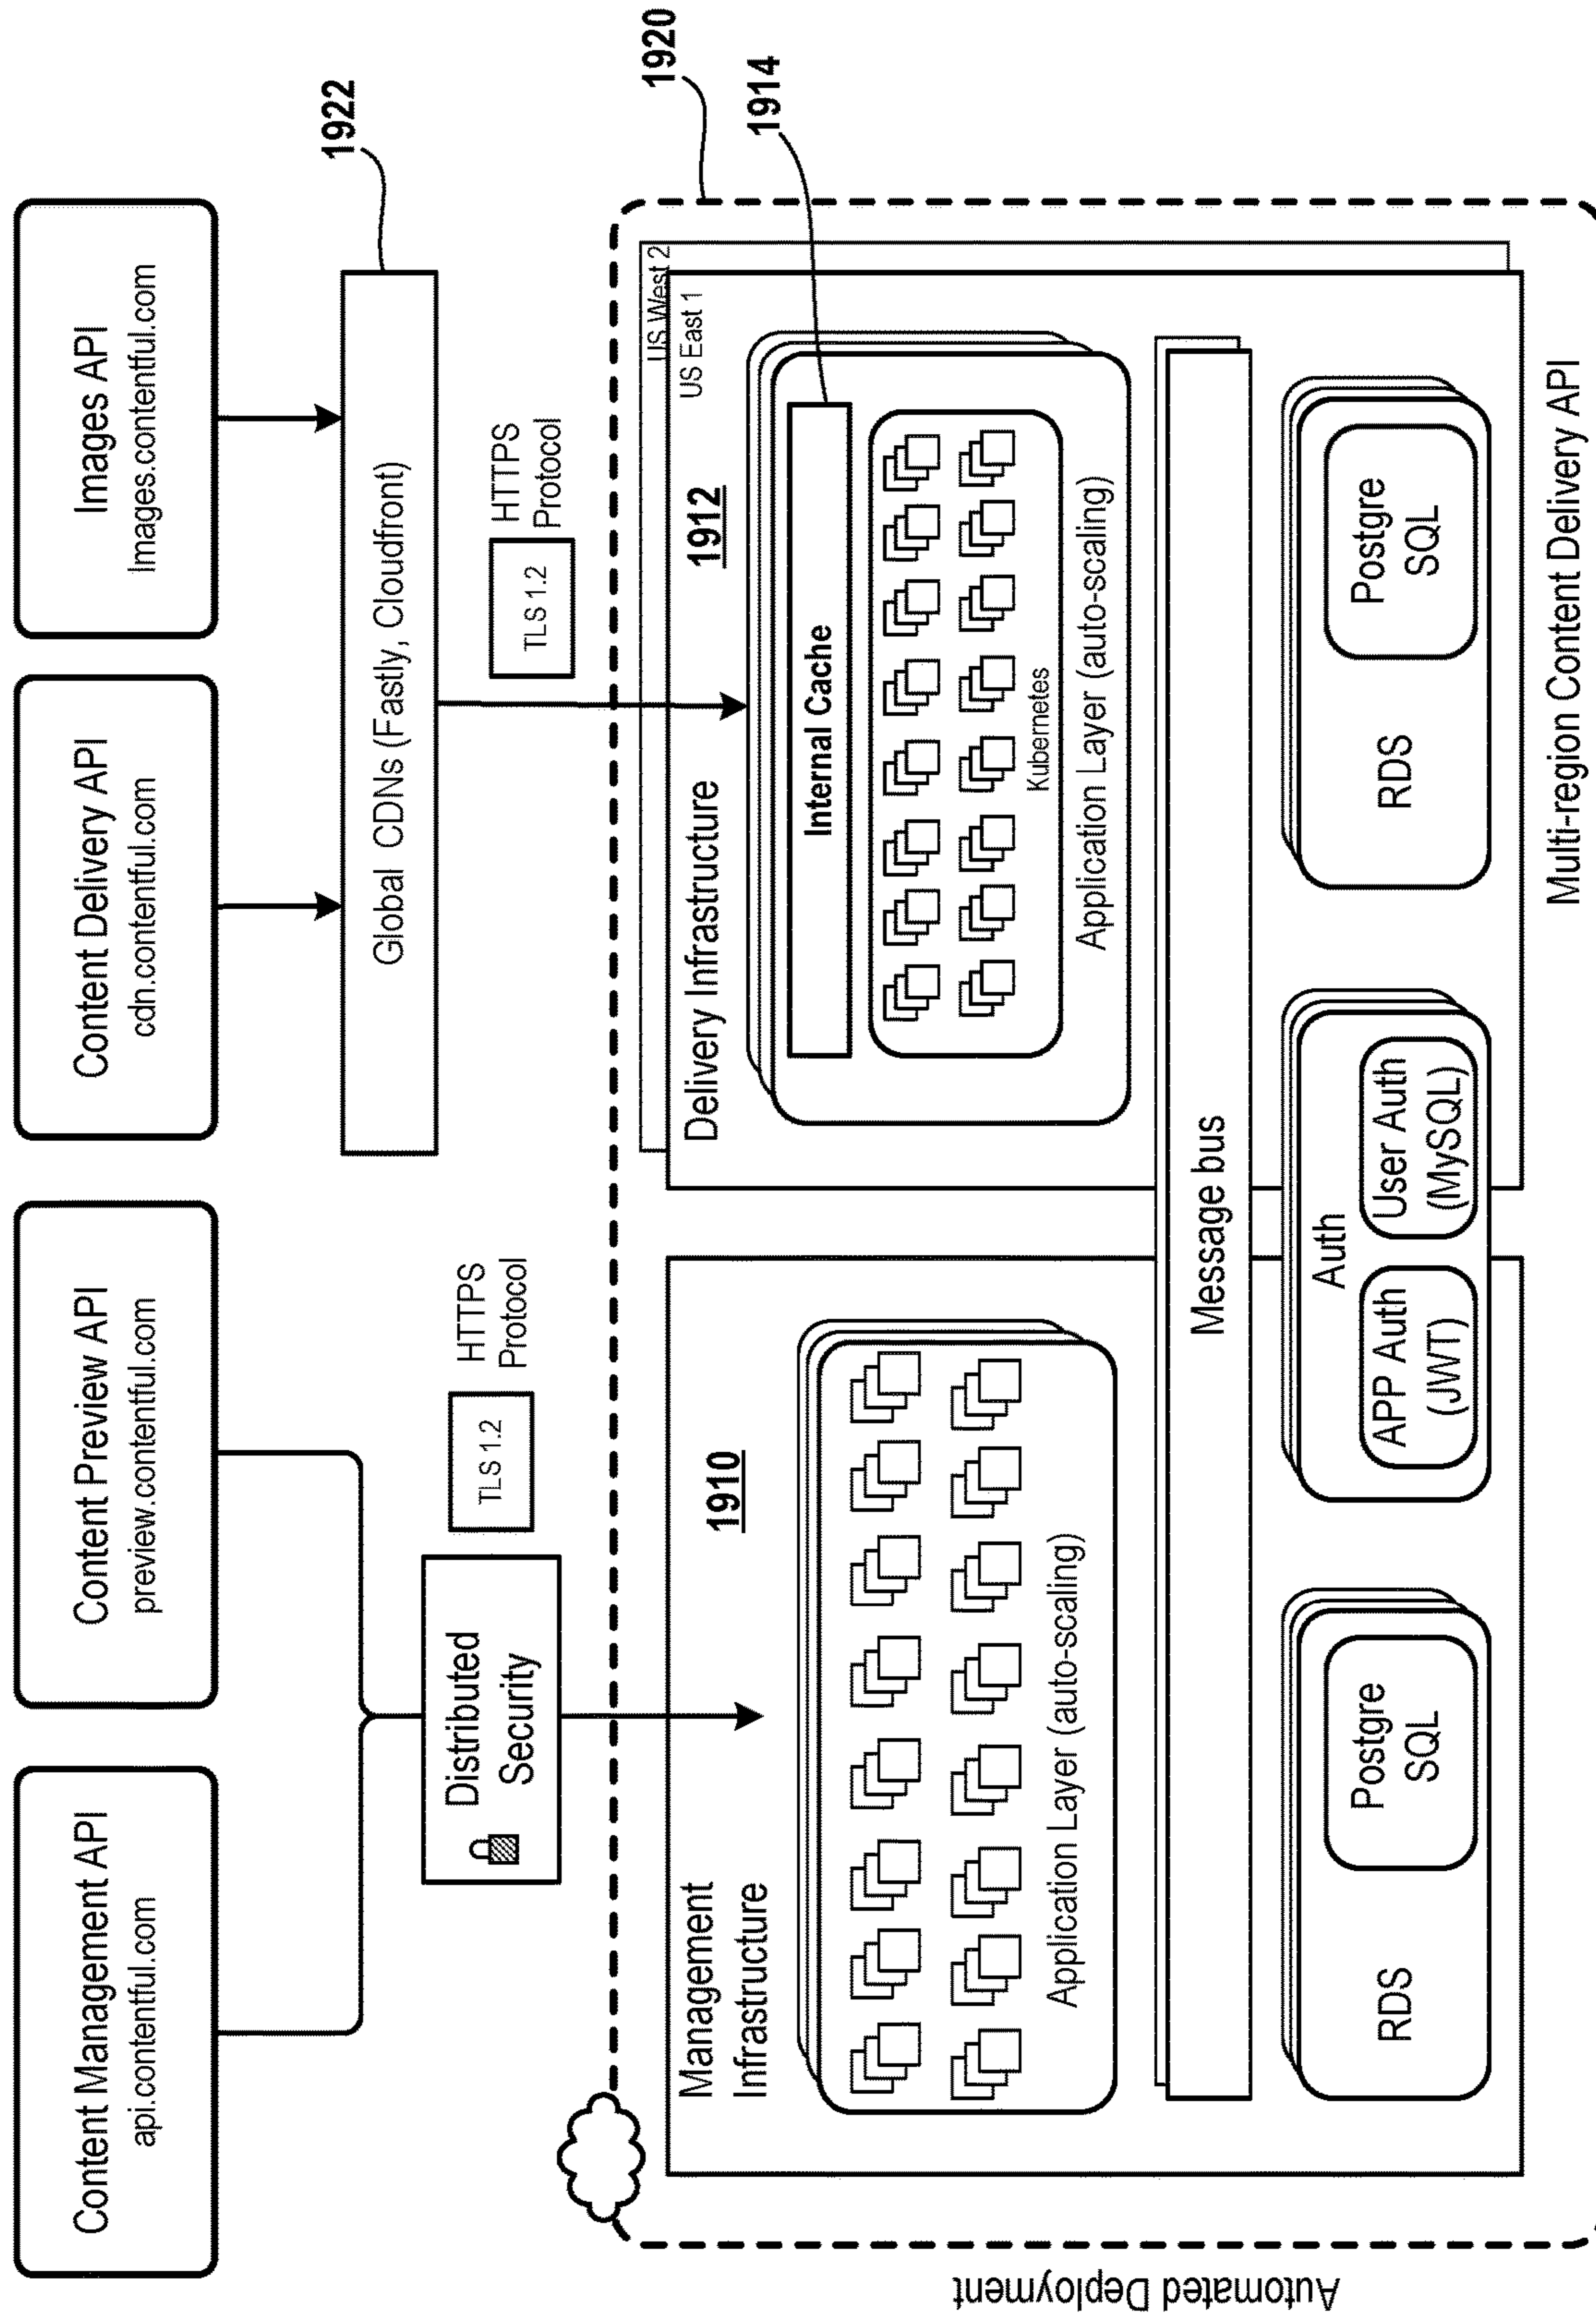 Content Management API
api.contentful.com
Content Preview API
preview.contentful.com
Content Delivery API
cdn.contentful.com
Images API
Images.contentful.com
1922
Global CDNs (Fastly, Cloudfront)
Distributed
Security
TLS 1.2
HTTPS
Protocol
TLS 1.2
HTTPS
Protocol
1920
1914
Automated Deployment
Management
Infrastructure
1910
Application Layer (auto-scaling)
US West 2
US East 1
Delivery Infrastructure
1912
Internal Cache
Kubernetes
Application Layer (auto-scaling)
Message bus
RDS
Postgre
SQL
Auth
APP Auth
(JWT)
User Auth
(MySQL)
RDS
Postgre
SQL
Multi-region Content Delivery API